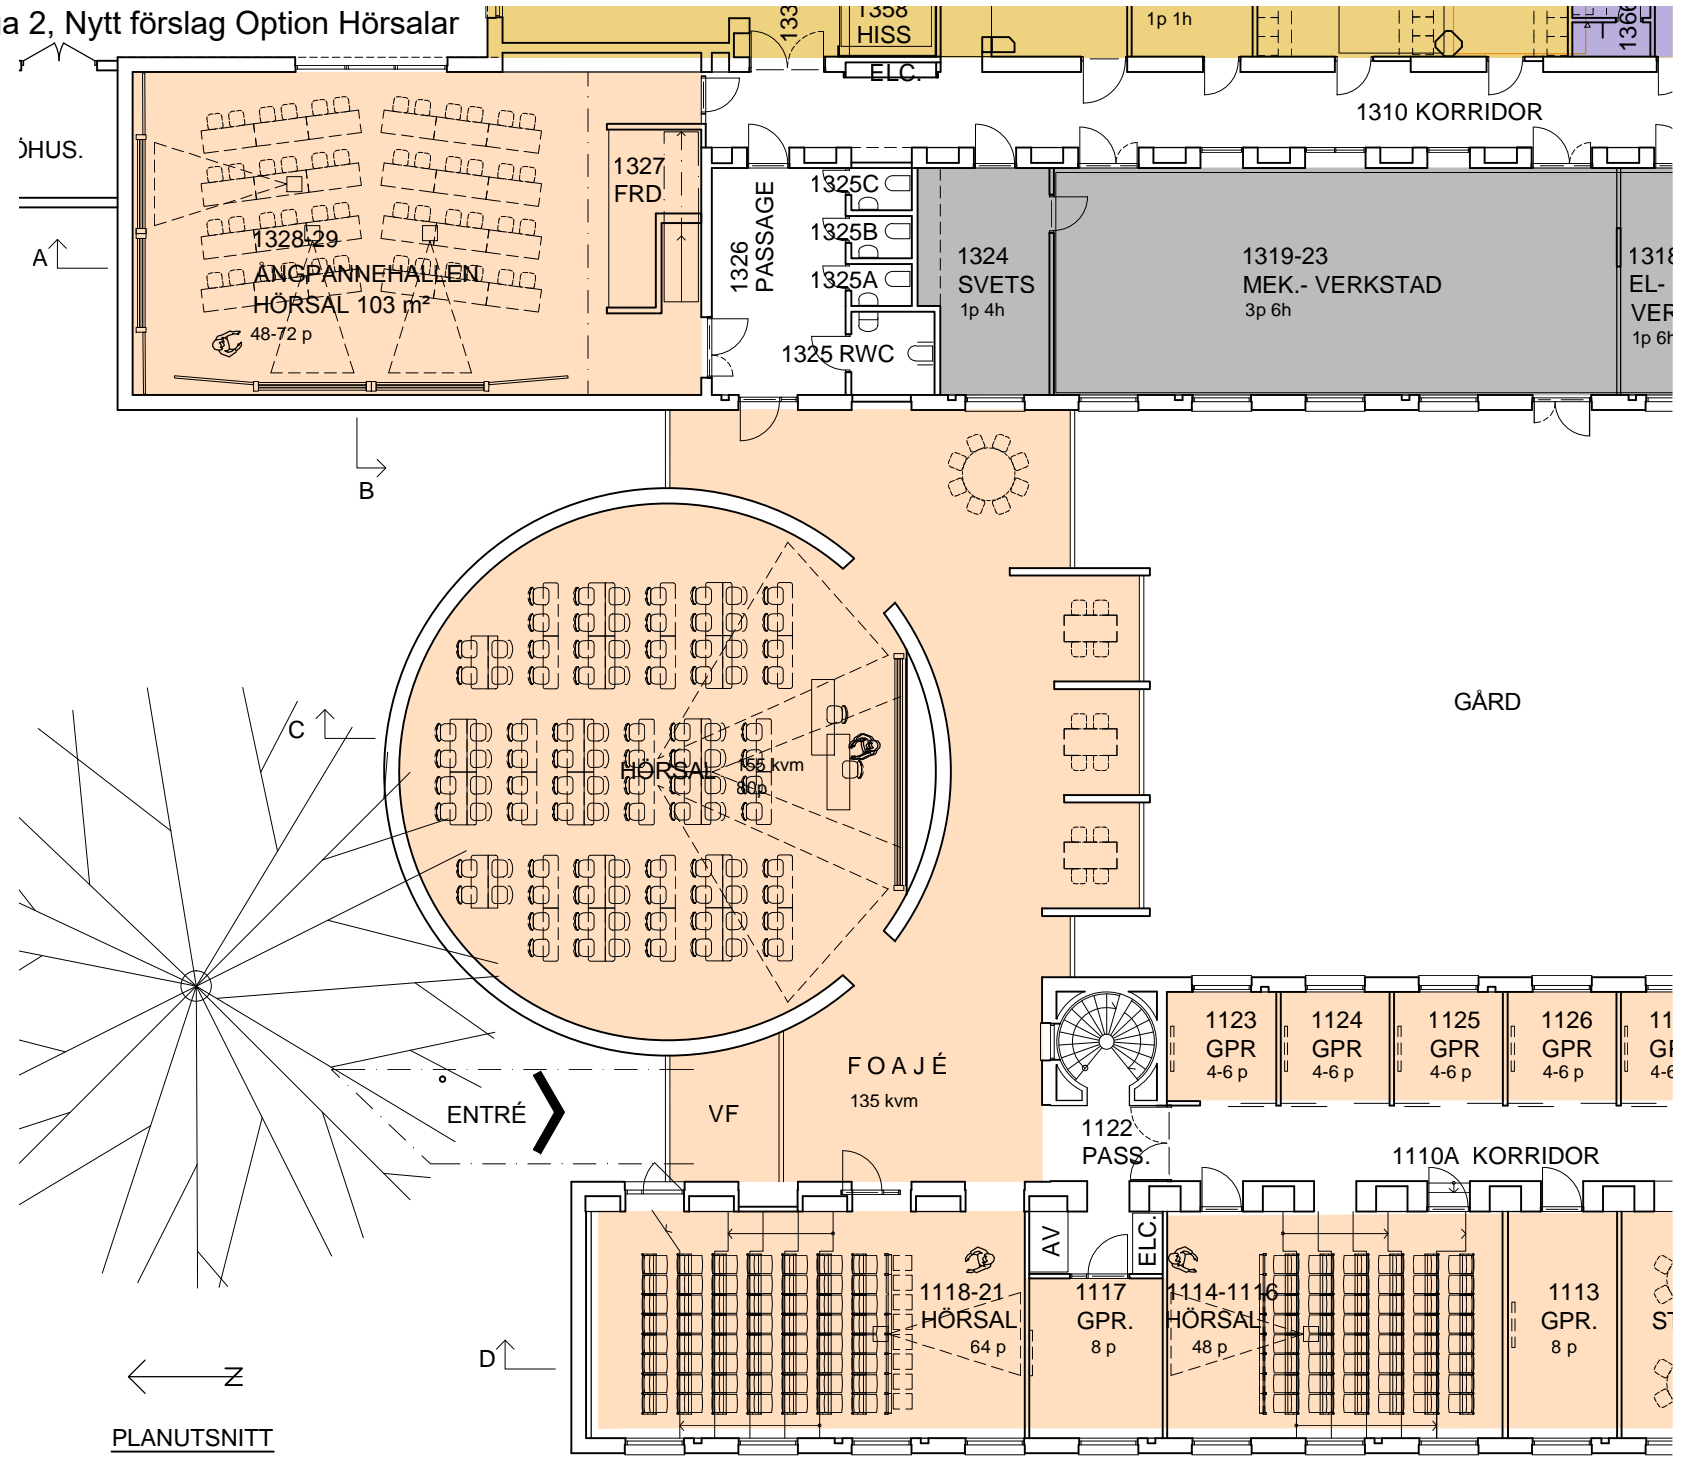 a 2, Nytt förslag Option Hörsalar
1358
HISS
1p 1h
ELC.
1310 KORRIDOR
1327
FRD.
1326
PASSAGE
1325C
1325B
1325A
1325 RWC
1324
SVETS
1p 4h
1319-23
MEK.- VERKSTAD
3p 6h
1318
EL-
VER
1p 6h
A
1328-29
ÅNGPANNEHALLEN
HÖRSAL 103 m²
48-72 p
B
C
HÖRSAL
155 kvm
80p
GÅRD
FOAJÉ
135 kvm
ENTRÉ
VF
1123
GPR
4-6 p
1124
GPR
4-6 p
1125
GPR
4-6 p
1126
GPR
4-6 p
1122
PASS.
1110A KORRIDOR
AV
ELC.
1118-21
HÖRSAL
64 p
1117
GPR.
8 p
1114-1116
HÖRSAL
48 p
1113
GPR.
8 p
ST
D
N
PLANUTSNITT